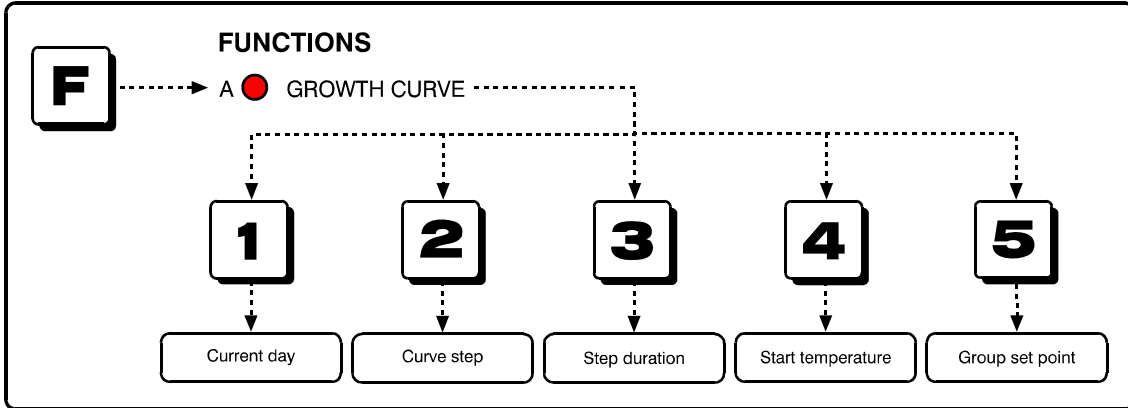 FUNCTIONS
F
A GROWTH CURVE
1 2 3 4 5
Current day Curve step Step duration Start temperature Group set point